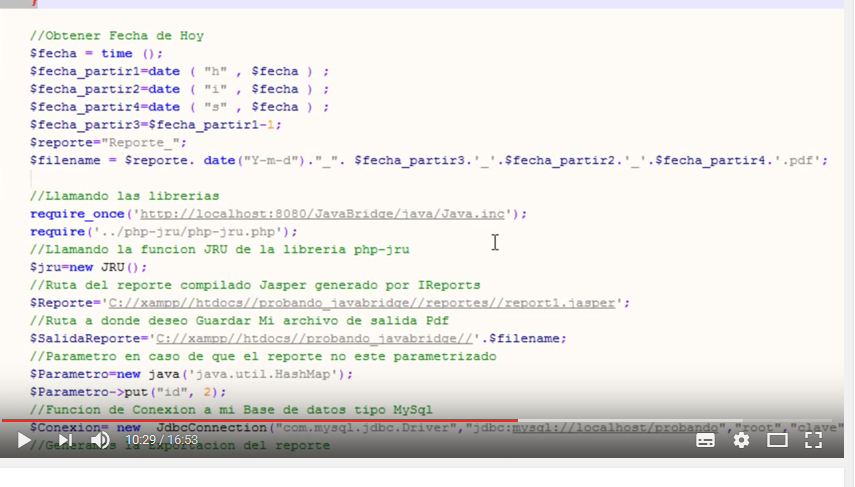 }
//Obtener Fecha de Hoy
$fecha = time ();
$fecha_partir1=date ( "h" , $fecha ) ;
$fecha_partir2=date ( "i" , $fecha ) ;
$fecha_partir4=date ( "s" , $fecha ) ;
$fecha_partir3=$fecha_partir1-1;
$reporte="Reporte_";
$filename = $reporte. date("Y-m-d")."_". $fecha_partir3.'_'.$fecha_partir2.'_'.$fecha_partir4.'.pdf';
//Llamando las librerias
require_once('http://localhost:8080/JavaBridge/java/Java.inc');
require('../php-jru/php-jru.php');
//Llamando la funcion JRU de la libreria php-jru
$jru=new JRU();
//Ruta del reporte compilado Jasper generado por IReports
$Reporte='C://xampp//htdocs//probando_javabridge//reportes//report1.jasper';
//Ruta a donde deseo Guardar Mi archivo de salida Pdf
$SalidaReporte='C://xampp//htdocs//probando_javabridge//'.$filename;
//Parametro en caso de que el reporte no este parametrizado
$Parametro=new java('java.util.HashMap');
$Parametro->put("id", 2);
//Funcion de Conexion a mi Base de datos tipo MySql
$Conexion= new JdbcConnection("com.mysql.jdbc.Driver","jdbc:mysql://localhost/probando","root","clave"
//Generamos la Exportacion del reporte
10:29 / 16:53